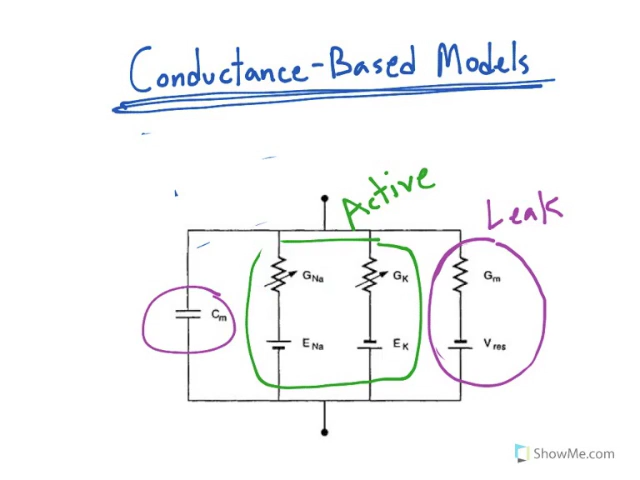 Conductance-Based Models
Active
Leak
GNa
GK
Gm
Cm
ENa
EK
Vres
ShowMe.com